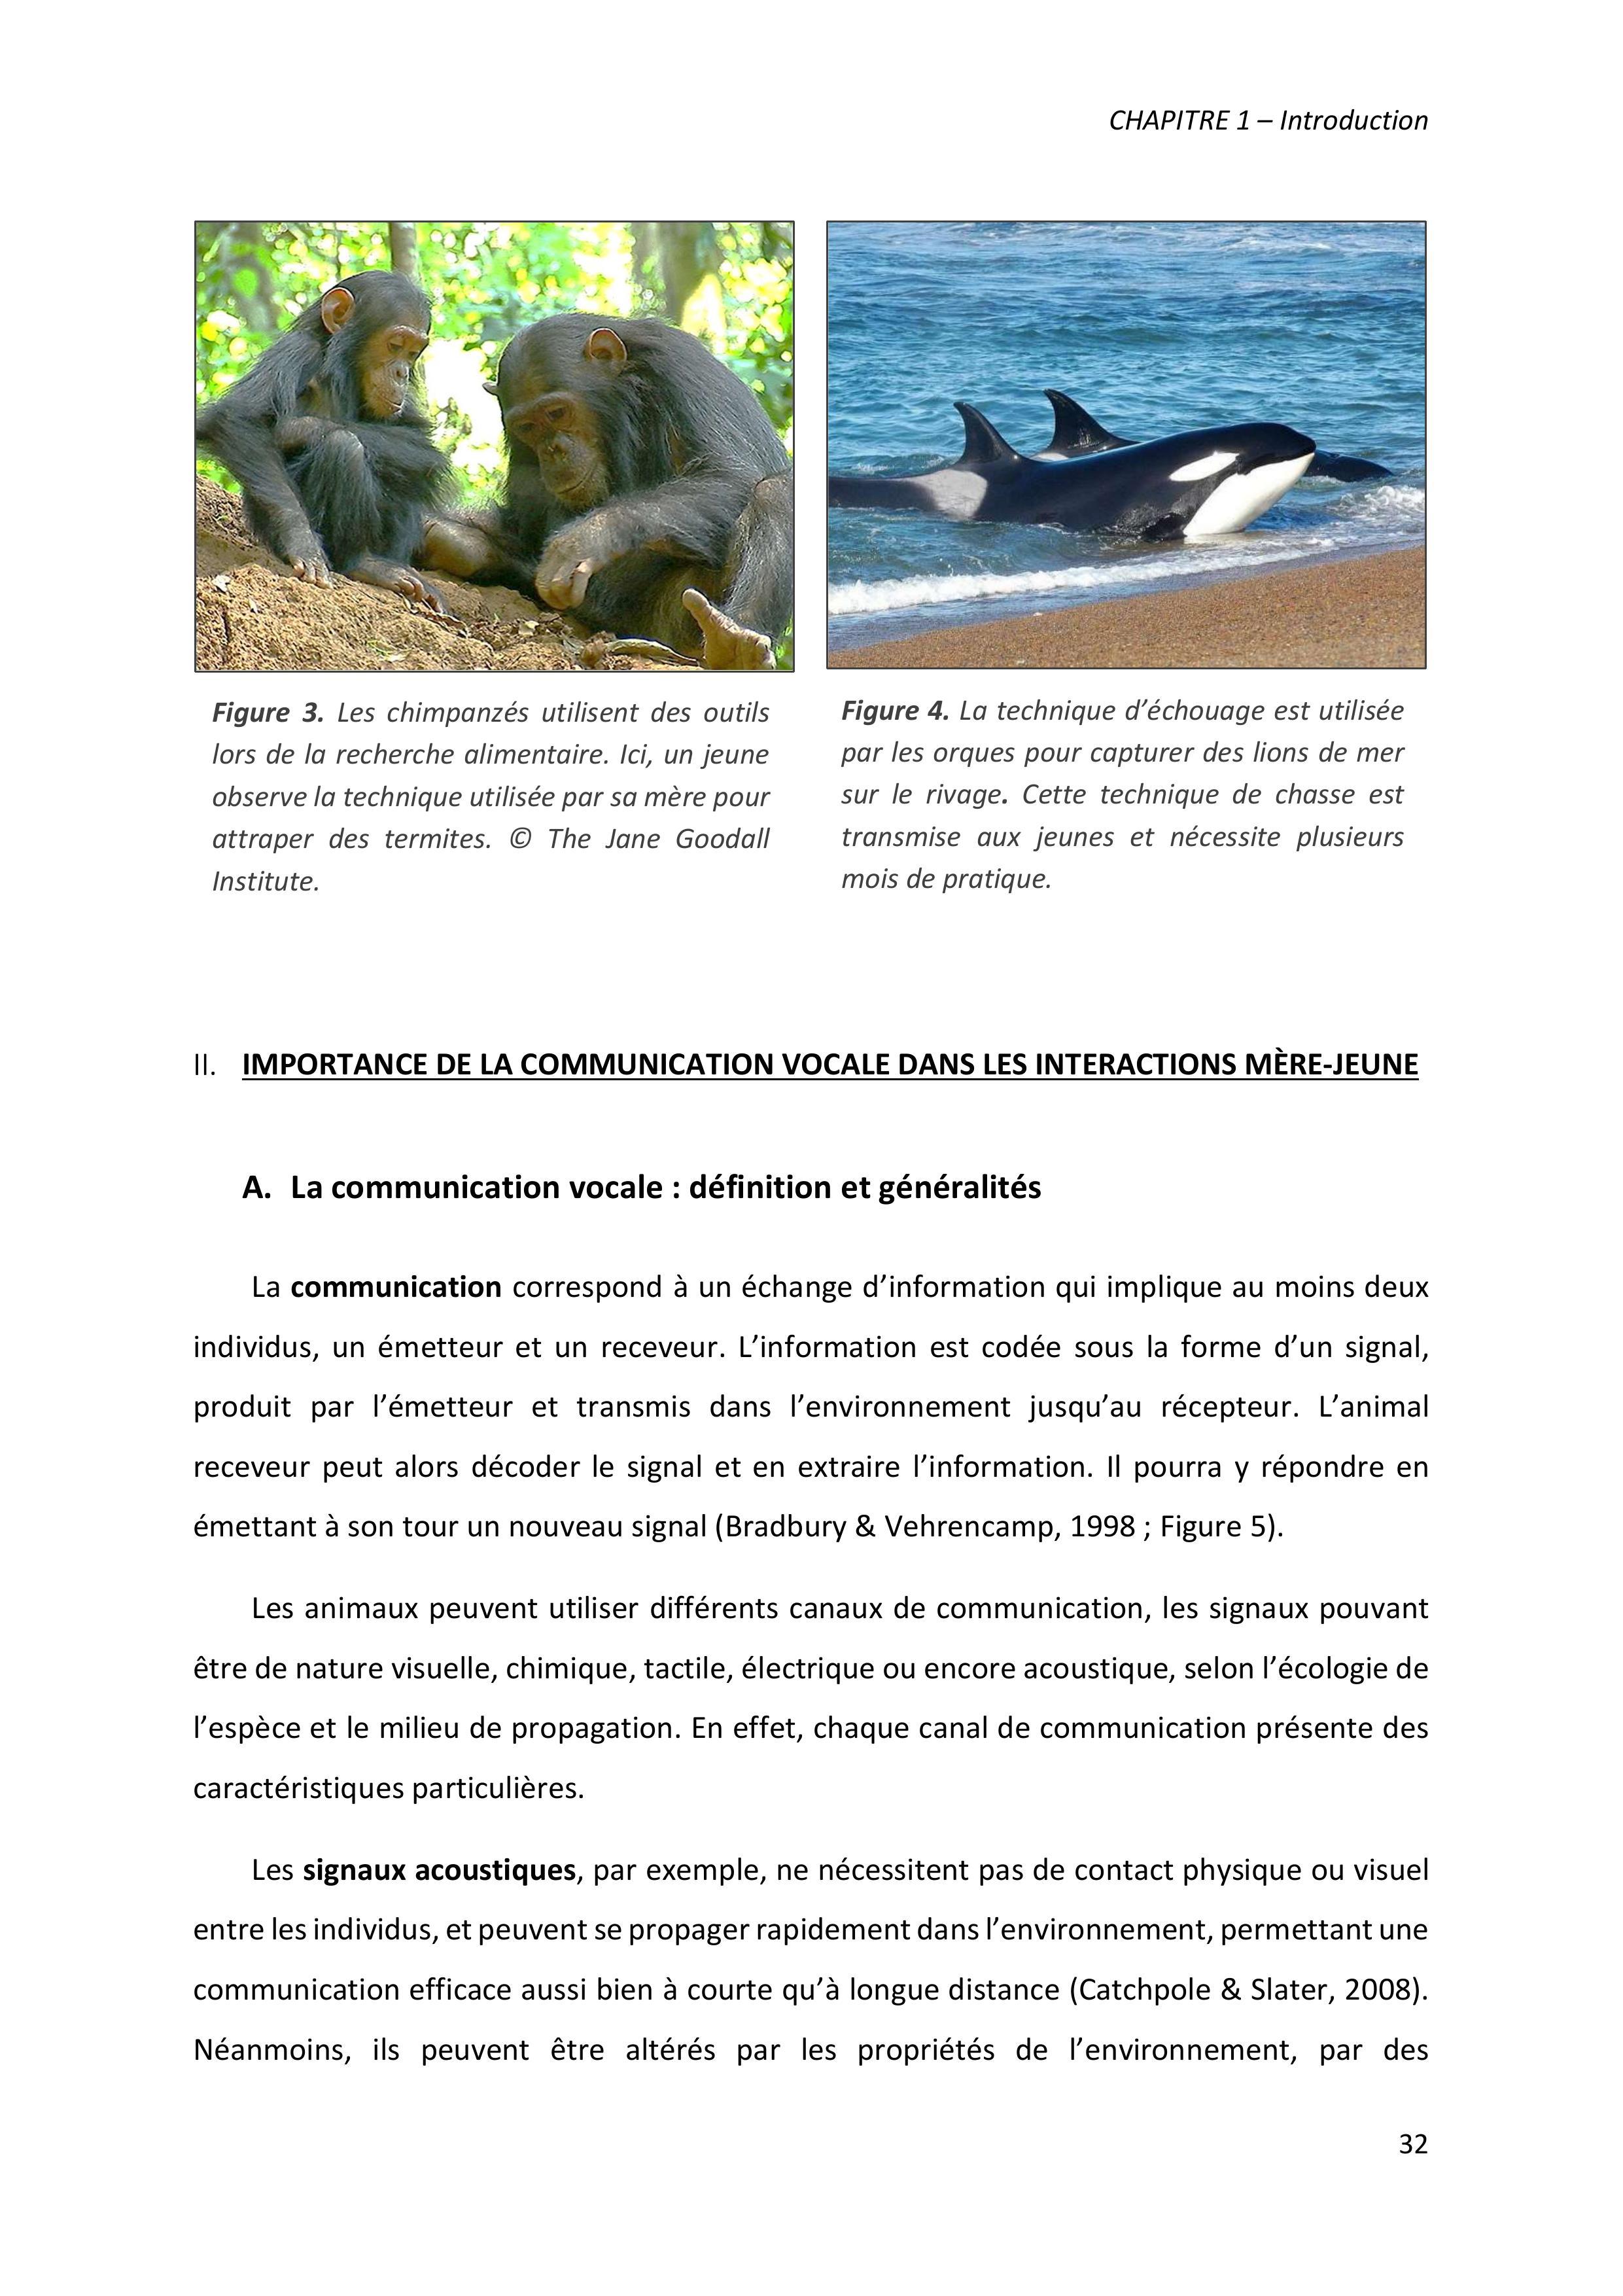 CHAPITRE 1 – Introduction
Figure 3. Les chimpanzés utilisent des outils
lors de la recherche alimentaire. Ici, un jeune
observe la technique utilisée par sa mère pour
attraper des termites. © The Jane Goodall
Institute.
Figure 4. La technique d’échouage est utilisée
par les orques pour capturer des lions de mer
sur le rivage. Cette technique de chasse est
transmise aux jeunes et nécessite plusieurs
mois de pratique.
II. IMPORTANCE DE LA COMMUNICATION VOCALE DANS LES INTERACTIONS MÈRE-JEUNE
A. La communication vocale : définition et généralités
La communication correspond à un échange d’information qui implique au moins deux
individus, un émetteur et un receveur. L’information est codée sous la forme d’un signal,
produit par l’émetteur et transmis dans l’environnement jusqu’au récepteur. L’animal
receveur peut alors décoder le signal et en extraire l’information. Il pourra y répondre en
émettant à son tour un nouveau signal (Bradbury & Vehrencamp, 1998 ; Figure 5).
Les animaux peuvent utiliser différents canaux de communication, les signaux pouvant
être de nature visuelle, chimique, tactile, électrique ou encore acoustique, selon l’écologie de
l’espèce et le milieu de propagation. En effet, chaque canal de communication présente des
caractéristiques particulières.
Les signaux acoustiques, par exemple, ne nécessitent pas de contact physique ou visuel
entre les individus, et peuvent se propager rapidement dans l’environnement, permettant une
communication efficace aussi bien à courte qu’à longue distance (Catchpole & Slater, 2008).
Néanmoins, ils peuvent être altérés par les propriétés de l’environnement, par des
32